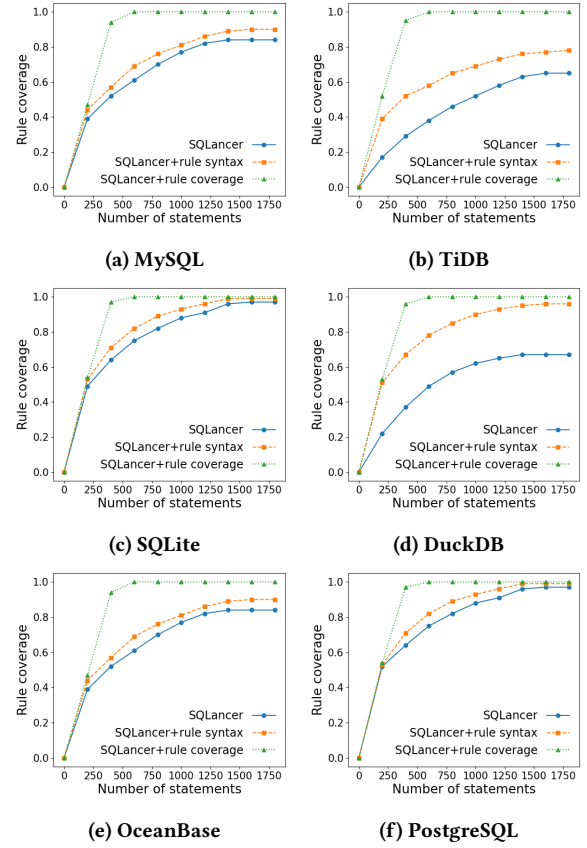 1.0
0.8
0.6
0.4
0.2
0.0
Rule coverage
SQLancer
SQLancer+rule syntax
SQLancer+rule coverage
0 250 500 750 1000 1250 1500 1750
Number of statements
(a) MySQL
1.0
0.8
0.6
0.4
0.2
0.0
Rule coverage
SQLancer
SQLancer+rule syntax
SQLancer+rule coverage
0 250 500 750 1000 1250 1500 1750
Number of statements
(b) TiDB
1.0
0.8
0.6
0.4
0.2
0.0
Rule coverage
SQLancer
SQLancer+rule syntax
SQLancer+rule coverage
0 250 500 750 1000 1250 1500 1750
Number of statements
(c) SQLite
1.0
0.8
0.6
0.4
0.2
0.0
Rule coverage
SQLancer
SQLancer+rule syntax
SQLancer+rule coverage
0 250 500 750 1000 1250 1500 1750
Number of statements
(d) DuckDB
1.0
0.8
0.6
0.4
0.2
0.0
Rule coverage
SQLancer
SQLancer+rule syntax
SQLancer+rule coverage
0 250 500 750 1000 1250 1500 1750
Number of statements
(e) OceanBase
1.0
0.8
0.6
0.4
0.2
0.0
Rule coverage
SQLancer
SQLancer+rule syntax
SQLancer+rule coverage
0 250 500 750 1000 1250 1500 1750
Number of statements
(f) PostgreSQL